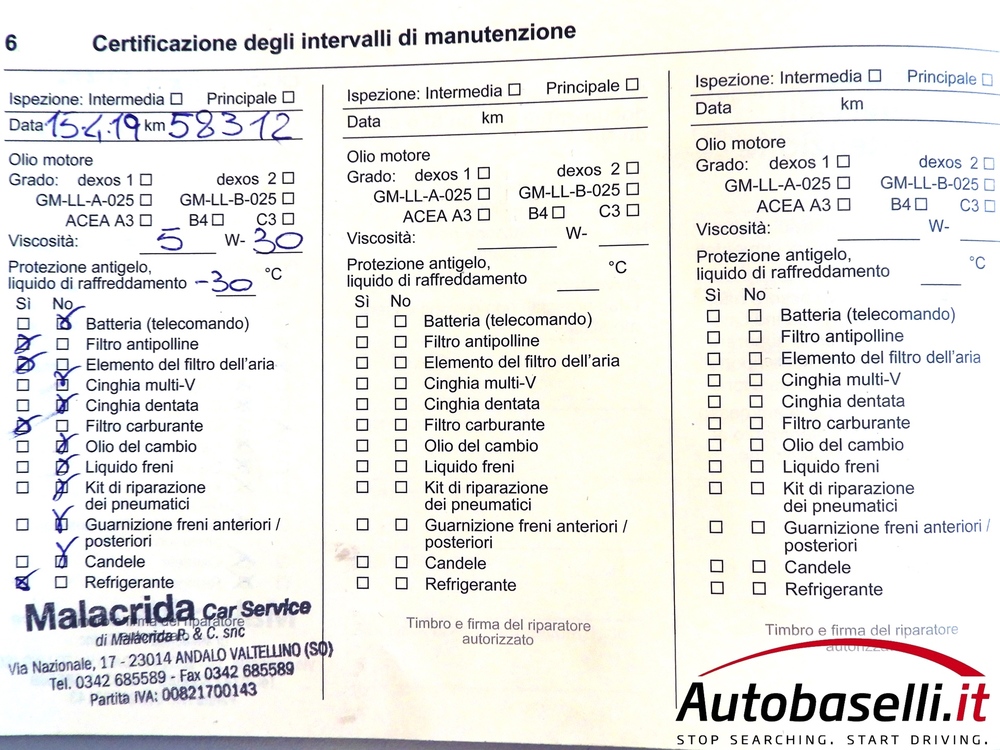 6 Certificazione degli intervalli di manutenzione
Ispezione: Intermedia ☐ Principale ☐
Data 15.4.19 km 58312
Olio motore
Grado: dexos 1 ☐ dexos 2 ☐
GM-LL-A-025 ☐ GM-LL-B-025 ☐
ACEA A3 ☐ B4 ☐ C3 ☐
Viscosità: 5 W- 30
Protezione antigelo,
liquido di raffreddamento -30 °C
Sì No
Batteria (telecomando)
Filtro antipolline
Elemento del filtro dell'aria
Cinghia multi-V
Cinghia dentata
Filtro carburante
Olio del cambio
Liquido freni
Kit di riparazione
dei pneumatici
Guarnizione freni anteriori /
posteriori
Candele
Refrigerante
Malacrida Car Service
Timbro e firma del riparatore
di Malacrida P. & C. snc
Via Nazionale, 17 - 23014 ANDALO VALTELLINO (SO)
Tel. 0342 685589 - Fax 0342 685589
Partita IVA: 00821700143
Ispezione: Intermedia ☐ Principale ☐
Data km
Olio motore
Grado: dexos 1 ☐ dexos 2 ☐
GM-LL-A-025 ☐ GM-LL-B-025 ☐
ACEA A3 ☐ B4 ☐ C3 ☐
Viscosità: W-
Protezione antigelo,
liquido di raffreddamento °C
Sì No
Batteria (telecomando)
Filtro antipolline
Elemento del filtro dell'aria
Cinghia multi-V
Cinghia dentata
Filtro carburante
Olio del cambio
Liquido freni
Kit di riparazione
dei pneumatici
Guarnizione freni anteriori /
posteriori
Candele
Refrigerante
Timbro e firma del riparatore
autorizzato
Ispezione: Intermedia ☐ Principale ☐
Data km
Olio motore
Grado: dexos 1 ☐ dexos 2 ☐
GM-LL-A-025 ☐ GM-LL-B-025 ☐
ACEA A3 ☐ B4 ☐ C3 ☐
Viscosità: W-
Protezione antigelo,
liquido di raffreddamento °C
Sì No
Batteria (telecomando)
Filtro antipolline
Elemento del filtro dell'aria
Cinghia multi-V
Cinghia dentata
Filtro carburante
Olio del cambio
Liquido freni
Kit di riparazione
dei pneumatici
Guarnizione freni anteriori /
posteriori
Candele
Refrigerante
Timbro e firma del riparatore
Autobaselli.it
STOP SEARCHING. START DRIVING.